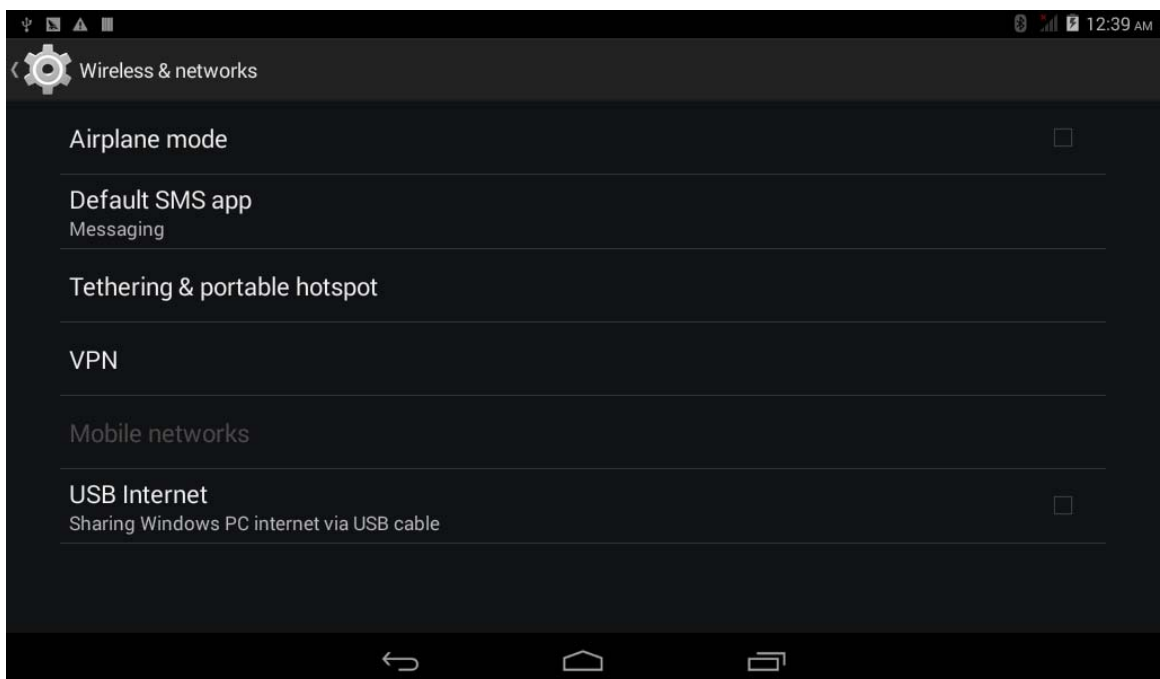 12:39 AM
Wireless & networks
Airplane mode
Default SMS app
Messaging
Tethering & portable hotspot
VPN
Mobile networks
USB Internet
Sharing Windows PC internet via USB cable